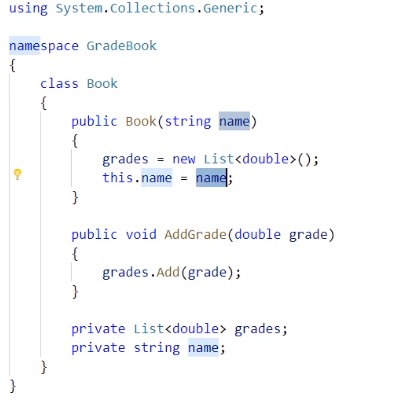 using System.Collections.Generic;
namespace GradeBook
{
    class Book
    {
        public Book(string name)
        {
            grades = new List<double>();
            this.name = name;
        }
        public void AddGrade(double grade)
        {
            grades.Add(grade);
        }
        private List<double> grades;
        private string name;
    }
}